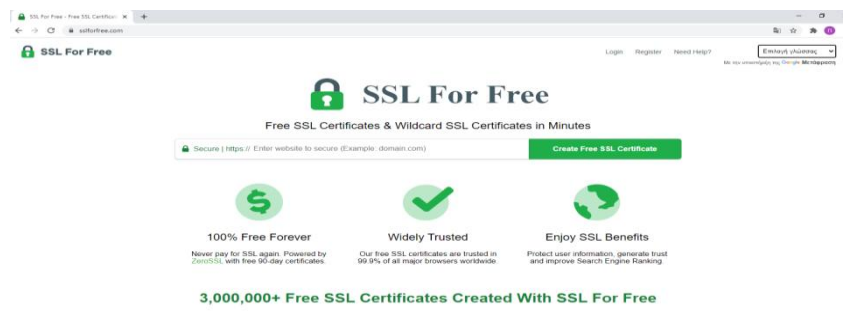 SSL For Free - Free SSL Certificat
sslforfree.com
SSL For Free
Login Register Need Help?
Επιλογή γλώσσας
Με την υποστήριξη της Google Μετάφραση
SSL For Free
Free SSL Certificates & Wildcard SSL Certificates in Minutes
Secure | https:// Enter website to secure (Example: domain.com)
Create Free SSL Certificate
100% Free Forever
Never pay for SSL again. Powered by
ZeroSSL with free 90-day certificates.
Widely Trusted
Our free SSL certificates are trusted in
99.9% of all major browsers worldwide.
Enjoy SSL Benefits
Protect user information, generate trust
and improve Search Engine Ranking.
3,000,000+ Free SSL Certificates Created With SSL For Free